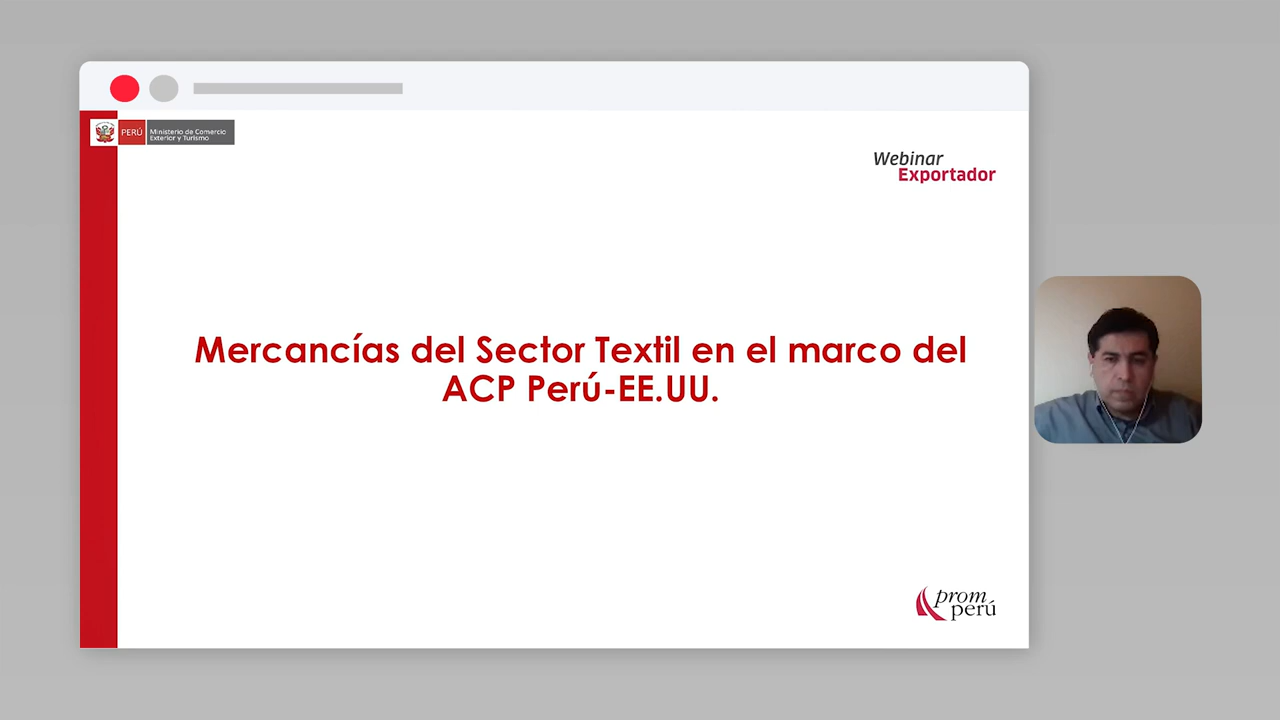 PERÚ
Ministerio de Comercio
Exterior y Turismo
Webinar
Exportador
Mercancías del Sector Textil en el marco del
ACP Perú-EE.UU.
prom
perú